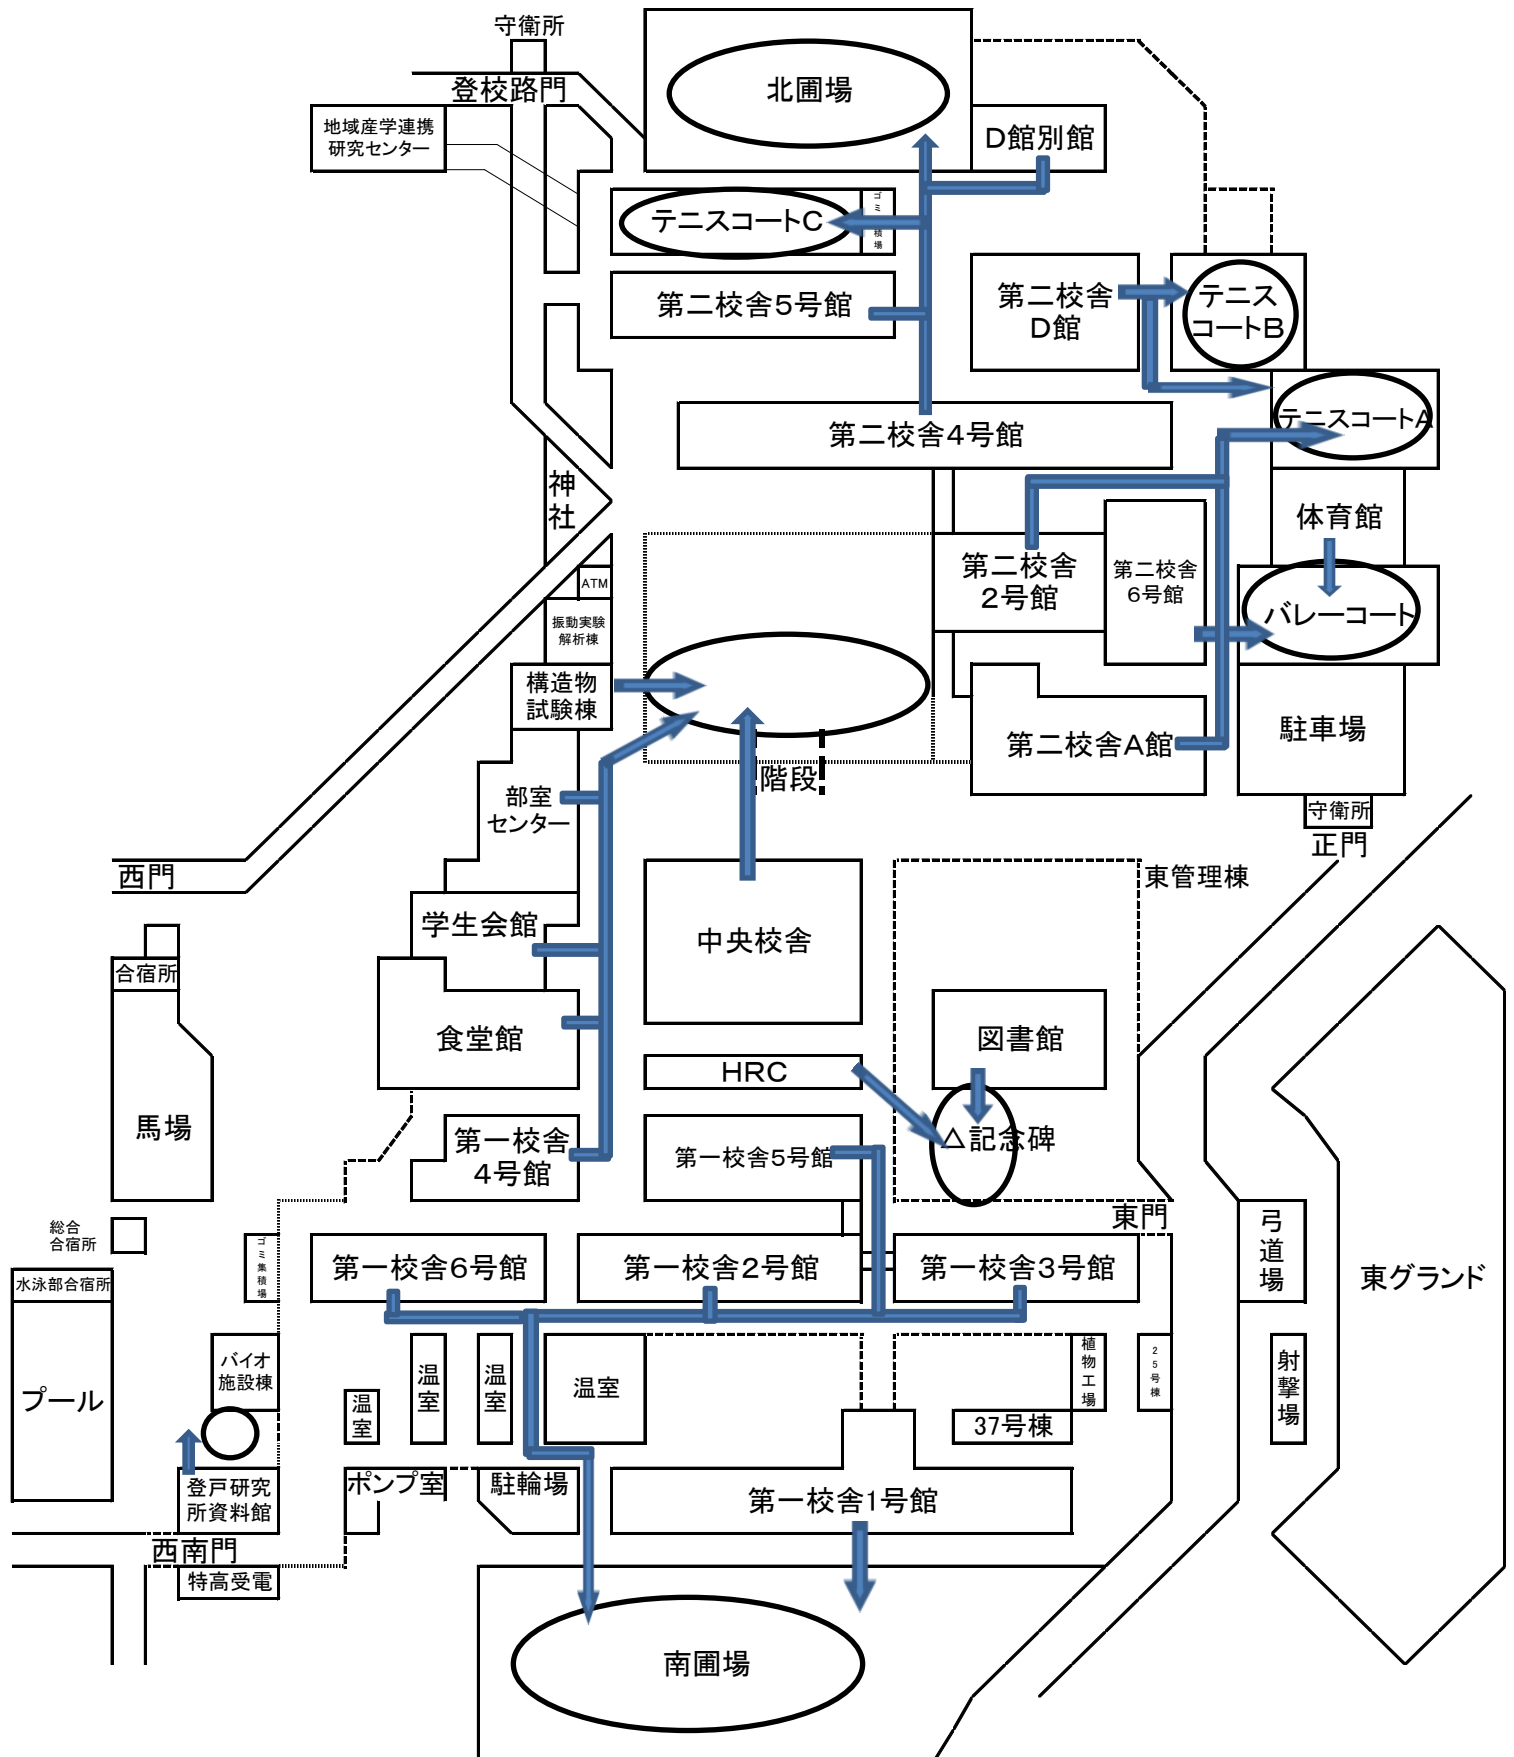 守衛所
登校路門
北圃場
地域産学連携
研究センター
D館別館
テニスコートC
ゴミ
積場
第二校舎5号館
第二校舎
D館
テニス
コートB
第二校舎4号館
テニスコートA
神
社
体育館
ATM
第二校舎
2号館
第二校舎
6号館
振動実験
解析棟
バレーコート
構造物
試験棟
第二校舎A館
駐車場
階段
部室
センター
守衛所
正門
西門
東管理棟
学生会館
中央校舎
合宿所
食堂館
図書館
HRC
馬場
第一校舎
4号館
第一校舎5号館
△記念碑
東門
総合
合宿所
ゴミ集積場
第一校舎6号館
第一校舎2号館
第一校舎3号館
弓道場
東グランド
水泳部合宿所
プール
バイオ
施設棟
温室
温室
温室
温室
植物工場
25号棟
射撃場
37号棟
登戸研究
所資料館
ポンプ室
駐輪場
第一校舎1号館
西南門
特高受電
南圃場